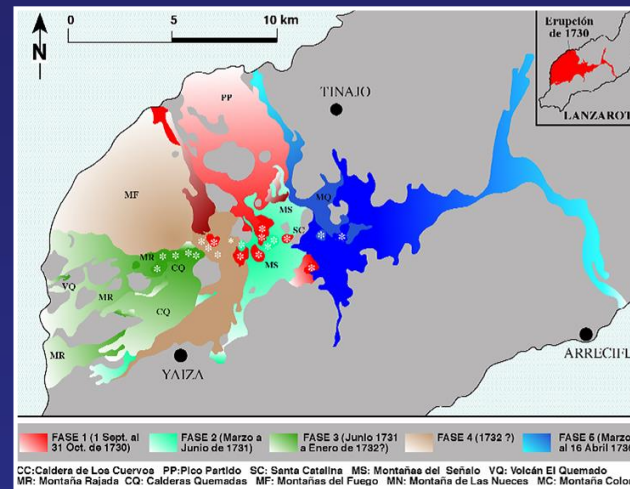 0 5 10 km
N
Erupción
de 1730
LANZAROT
PP
TINAJO
MF
MS
MQ
SC
MR
CQ
MS
VQ
MR
CQ
MR
YAIZA
ARRECIFE
FASE 1 (1 Sept. al
31 Oct. de 1730)
FASE 2 (Marzo a
Junio de 1731)
FASE 3 (Junio 1731
a Enero de 1732?)
FASE 4 (1732 ?)
FASE 5 (Marzo
al 16 Abril 1736
CC:Caldera de Los Cuervos PP:Pico Partido SC: Santa Catalina MS: Montañas del Señalo VQ: Volcán El Quemado
MR: Montaña Rajada CQ: Calderas Quemadas MF: Montañas del Fuego MN: Montaña de Las Nueces MC: Montaña Color